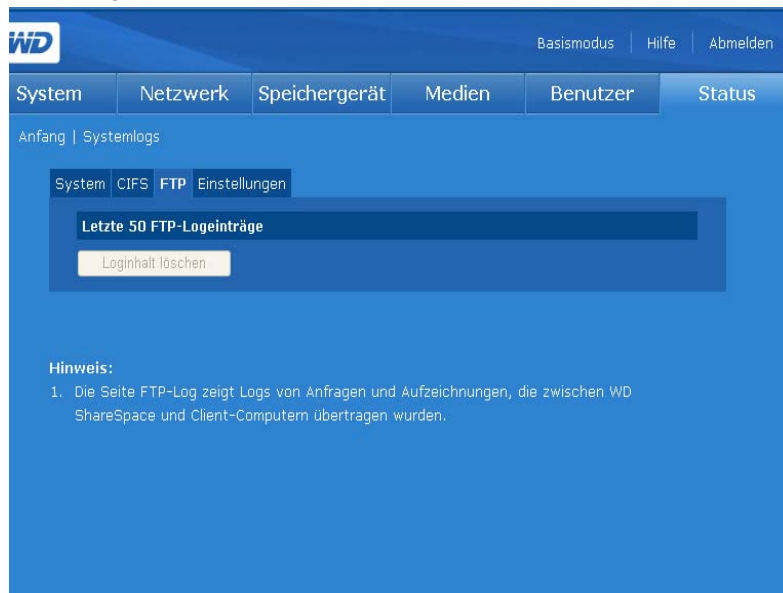 WD
Basismodus | Hilfe | Abmelden
System Netzwerk Speichergerät Medien Benutzer Status
Anfang | Systemlogs
System CIFS FTP Einstellungen
Letzte 50 FTP-Logeinträge
Loginhalt löschen
Hinweis:
1. Die Seite FTP-Log zeigt Logs von Anfragen und Aufzeichnungen, die zwischen WD
ShareSpace und Client-Computern übertragen wurden.